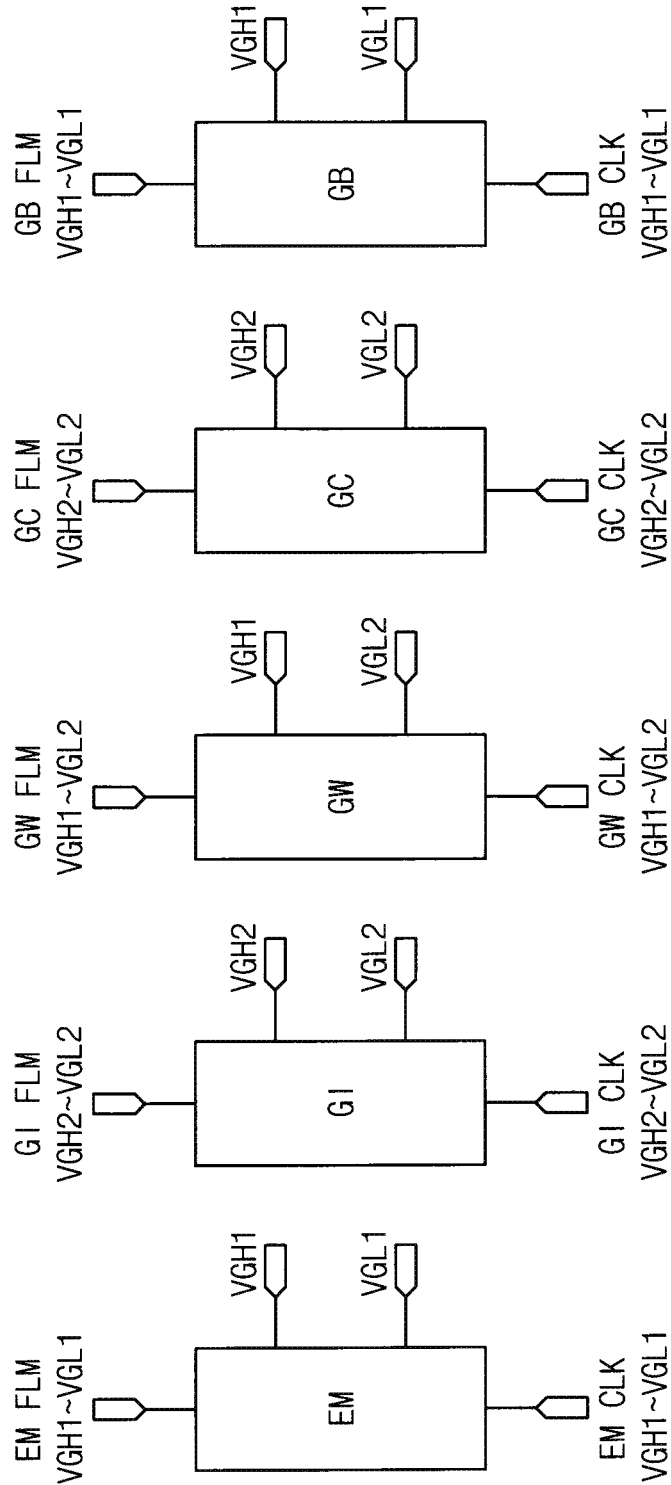 EM FLM
VGH1~VGL1
EM
VGH1
VGL1
EM CLK
VGH1~VGL1
GI FLM
VGH2~VGL2
GI
VGH2
VGL2
GI CLK
VGH2~VGL2
GW FLM
VGH1~VGL2
GW
VGH1
VGL2
GW CLK
VGH1~VGL2
GC FLM
VGH2~VGL2
GC
VGH2
VGL2
GC CLK
VGH2~VGL2
GB FLM
VGH1~VGL1
GB
VGH1
VGL1
GB CLK
VGH1~VGL1